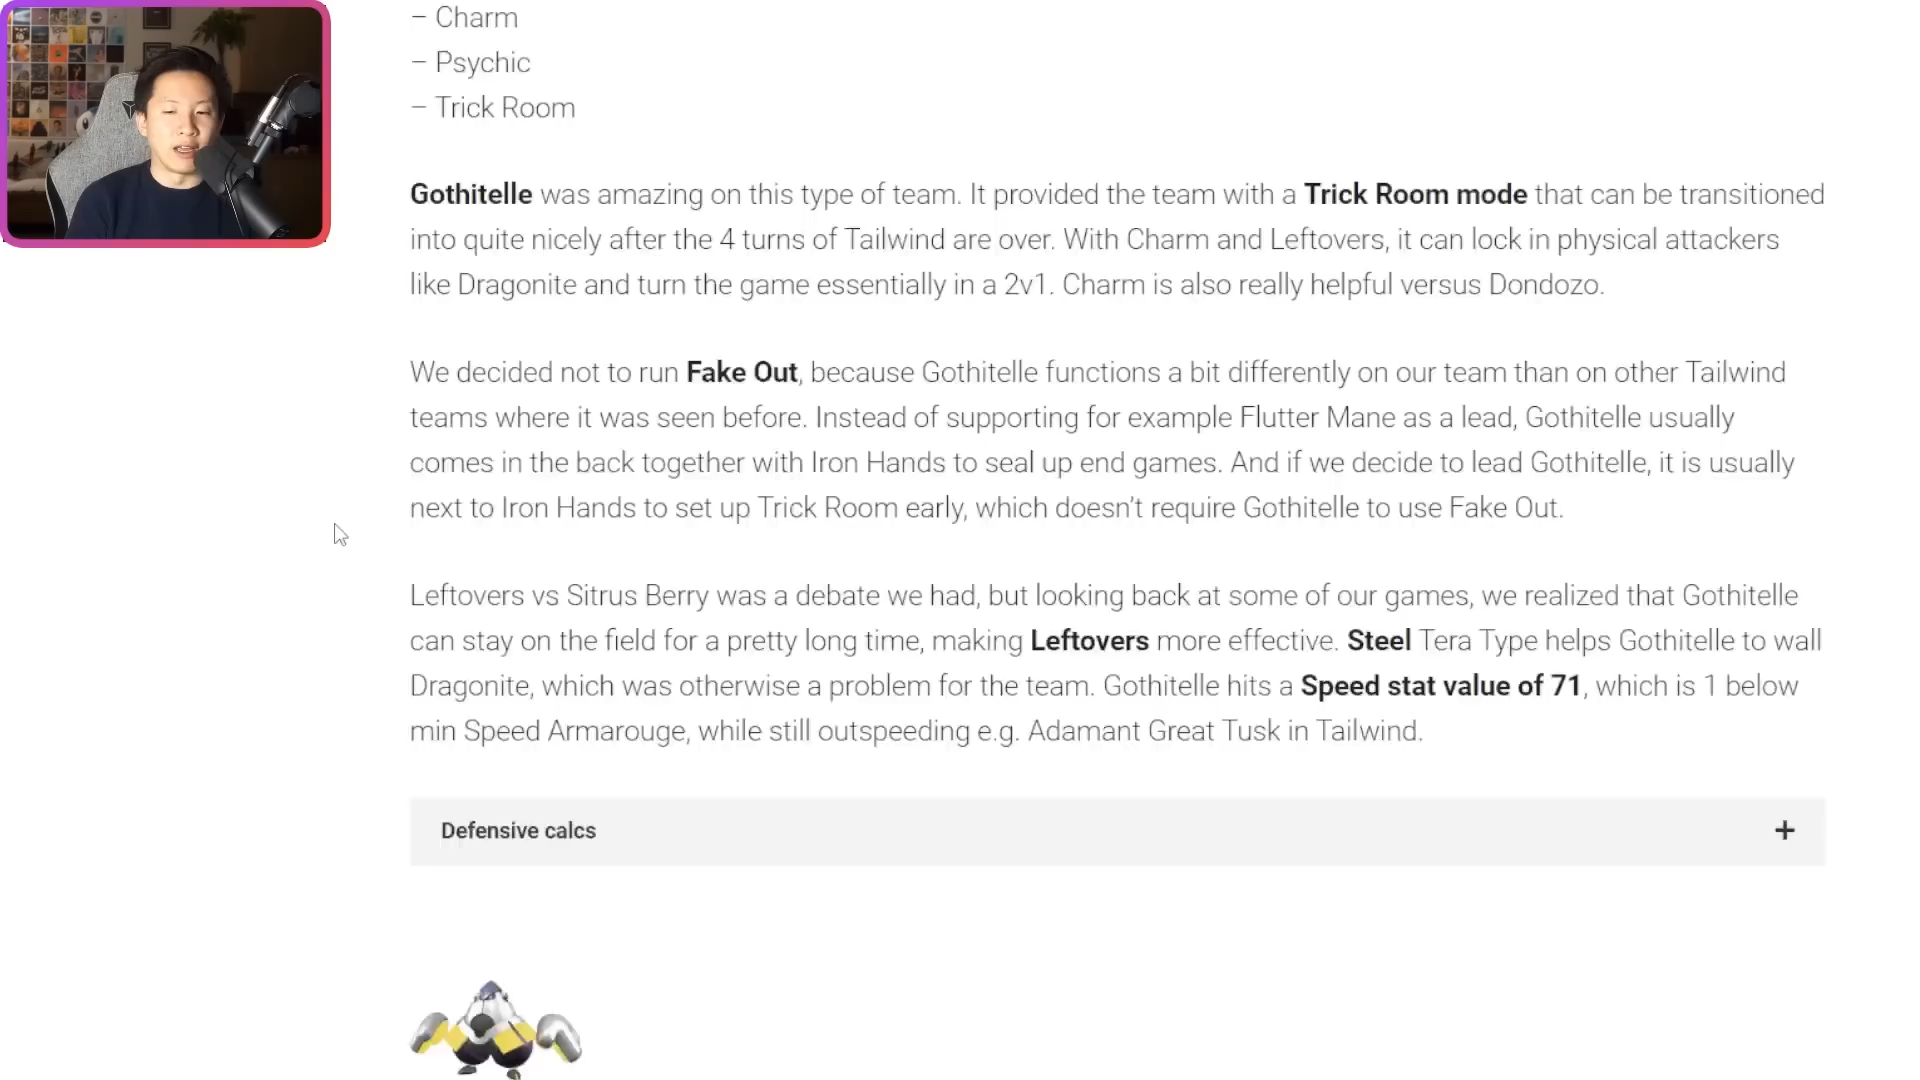 – Charm
– Psychic
– Trick Room
Gothitelle was amazing on this type of team. It provided the team with a Trick Room mode that can be transitioned
into quite nicely after the 4 turns of Tailwind are over. With Charm and Leftovers, it can lock in physical attackers
like Dragonite and turn the game essentially in a 2v1. Charm is also really helpful versus Dondozo.
We decided not to run Fake Out, because Gothitelle functions a bit differently on our team than on other Tailwind
teams where it was seen before. Instead of supporting for example Flutter Mane as a lead, Gothitelle usually
comes in the back together with Iron Hands to seal up end games. And if we decide to lead Gothitelle, it is usually
next to Iron Hands to set up Trick Room early, which doesn’t require Gothitelle to use Fake Out.
Leftovers vs Sitrus Berry was a debate we had, but looking back at some of our games, we realized that Gothitelle
can stay on the field for a pretty long time, making Leftovers more effective. Steel Tera Type helps Gothitelle to wall
Dragonite, which was otherwise a problem for the team. Gothitelle hits a Speed stat value of 71, which is 1 below
min Speed Armarouge, while still outspeeding e.g. Adamant Great Tusk in Tailwind.
Defensive calcs +